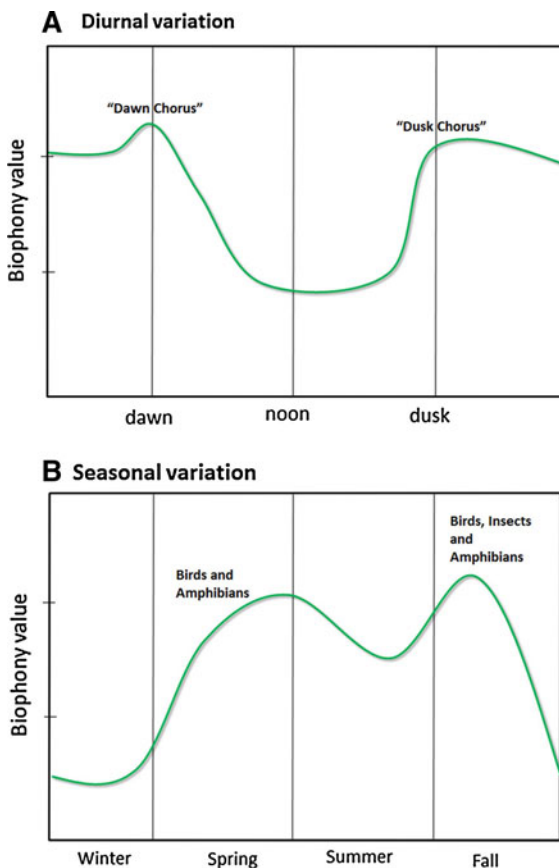 A Diurnal variation
"Dawn Chorus"
"Dusk Chorus"
Biophony value
dawn
noon
dusk
B Seasonal variation
Birds and
Amphibians
Birds, Insects
and
Amphibians
Biophony value
Winter
Spring
Summer
Fall